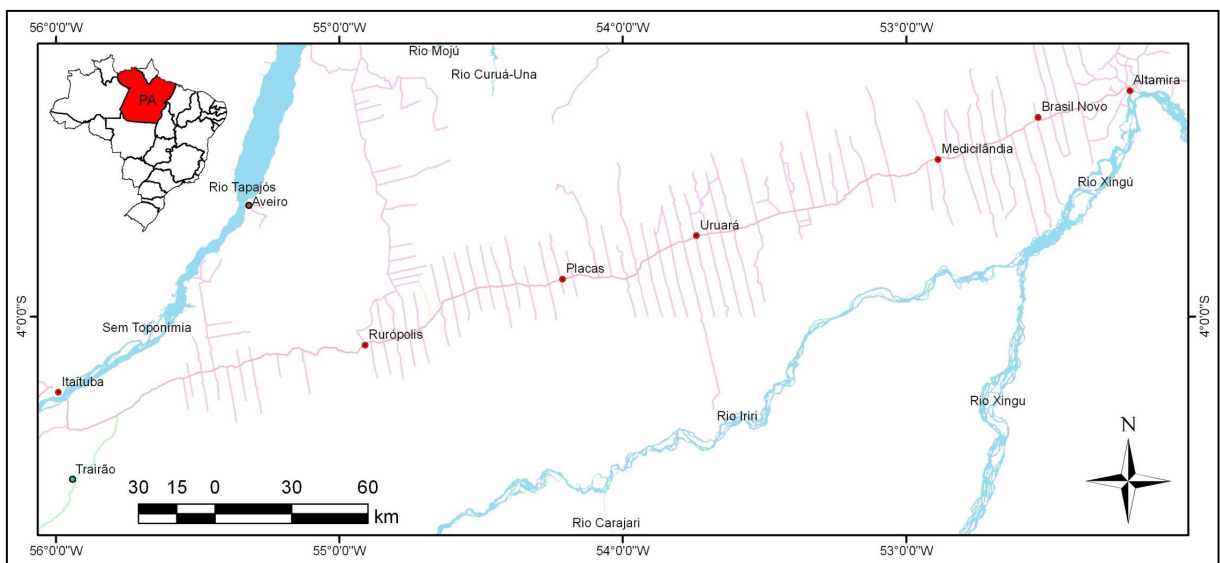 56°0'0"W
55°0'0"W
54°0'0"W
53°0'0"W
Rio Mojú
Rio Curuá-Una
PA
Altamira
Brasil Novo
Medicilândia
Rio Xingú
Rio Tapajós
Aveiro
Uruará
Placas
4°0'0"S
4°0'0"S
Sem Toponímia
Rurópolis
Itaituba
Rio Xingu
Rio Iriri
N
Trairão
30 15 0 30 60
km
Rio Carajari
56°0'0"W
55°0'0"W
54°0'0"W
53°0'0"W